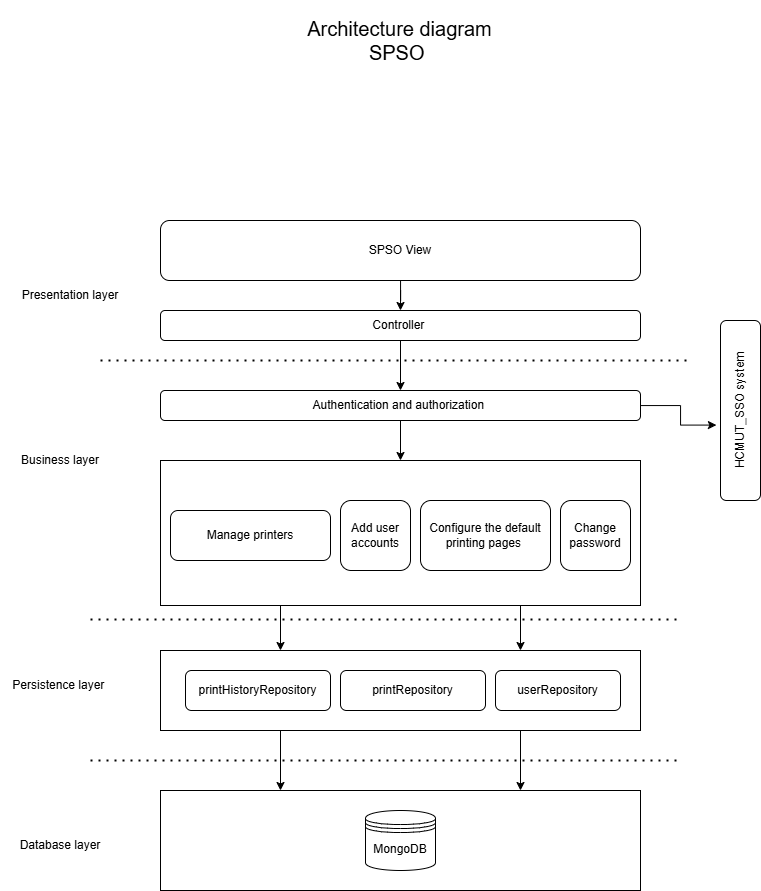 Architecture diagram
SPSO
SPSO View
Presentation layer
Controller
HCMUT_SSO system
Authentication and authorization
Business layer
Manage printers
Add user
accounts
Configure the default
printing pages
Change
password
Persistence layer
printHistoryRepository
printRepository
userRepository
Database layer
MongoDB